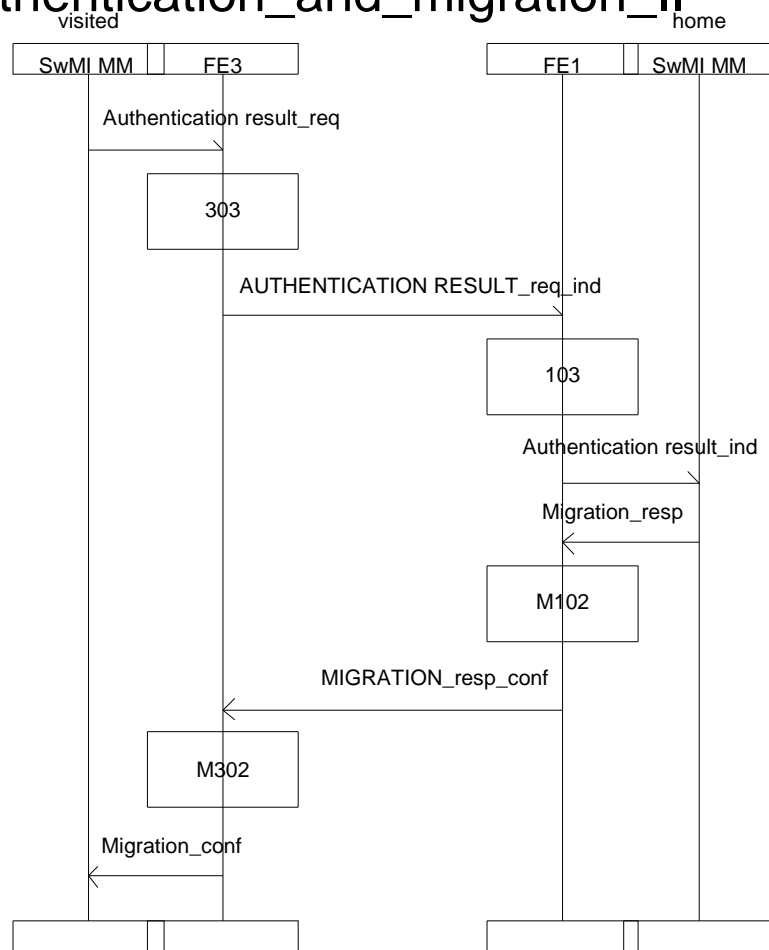 thentication_and_migration_if
visited home
SwMI MM FE3 FE1 SwMI MM
Authentication result_req
303
AUTHENTICATION RESULT_req_ind
103
Authentication result_ind
Migration_resp
M102
MIGRATION_resp_conf
M302
Migration_conf